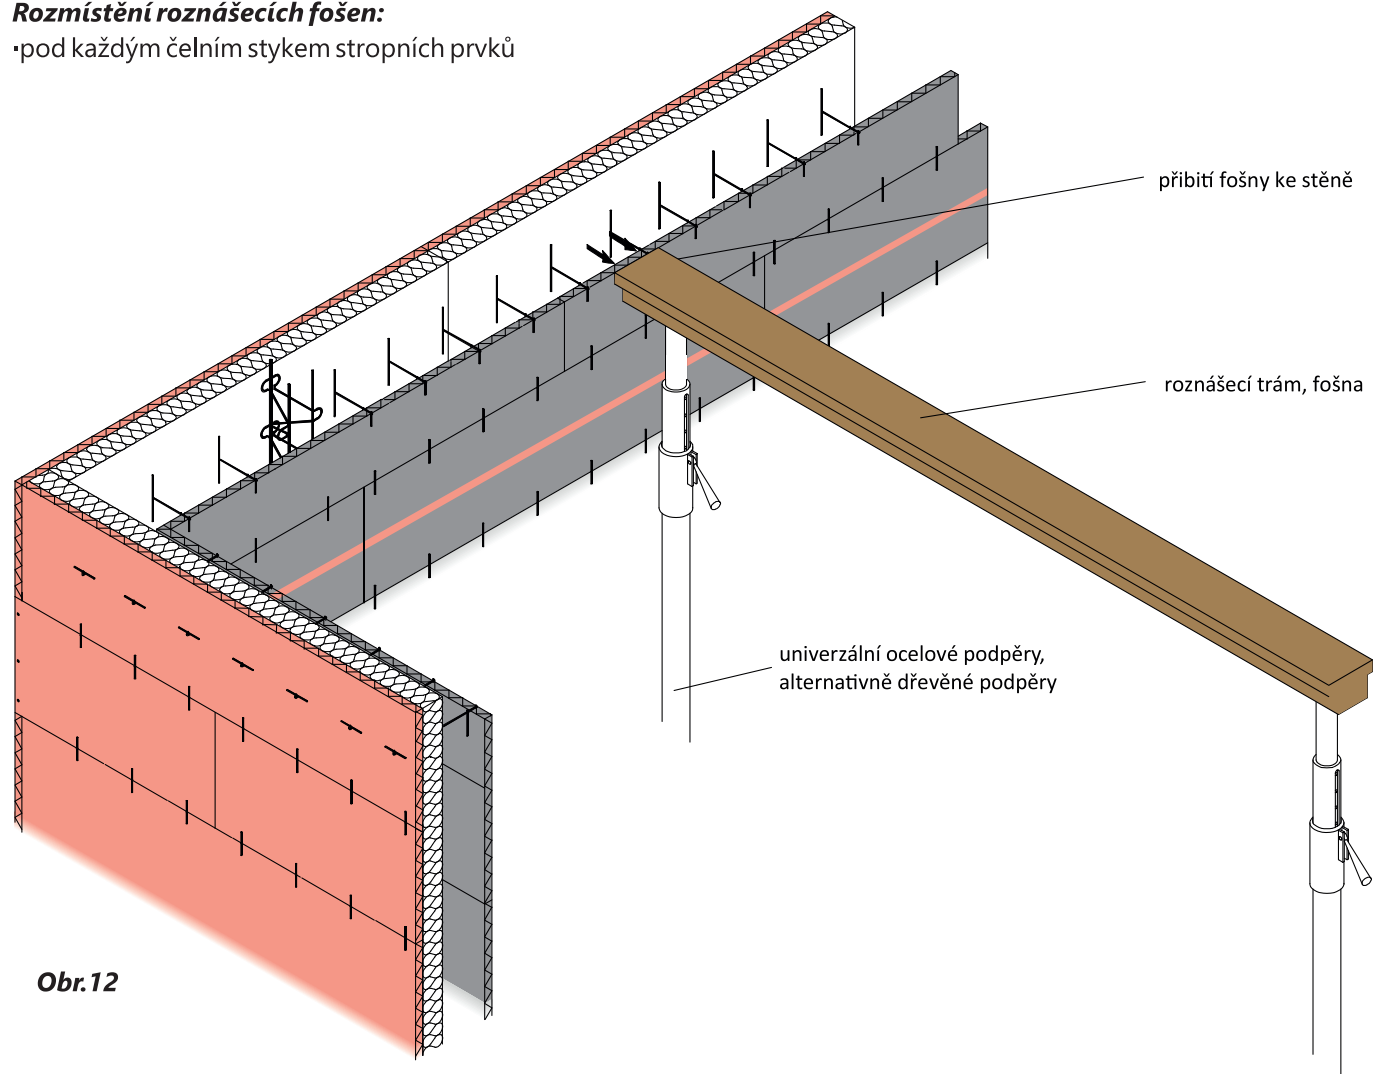 Rozmístění roznášecích fošen:
·pod každým čelním stykem stropních prvků
přibití fošny ke stěně
roznášecí trám, fošna
univerzální ocelové podpěry,
alternativně dřevěné podpěry
Obr.12